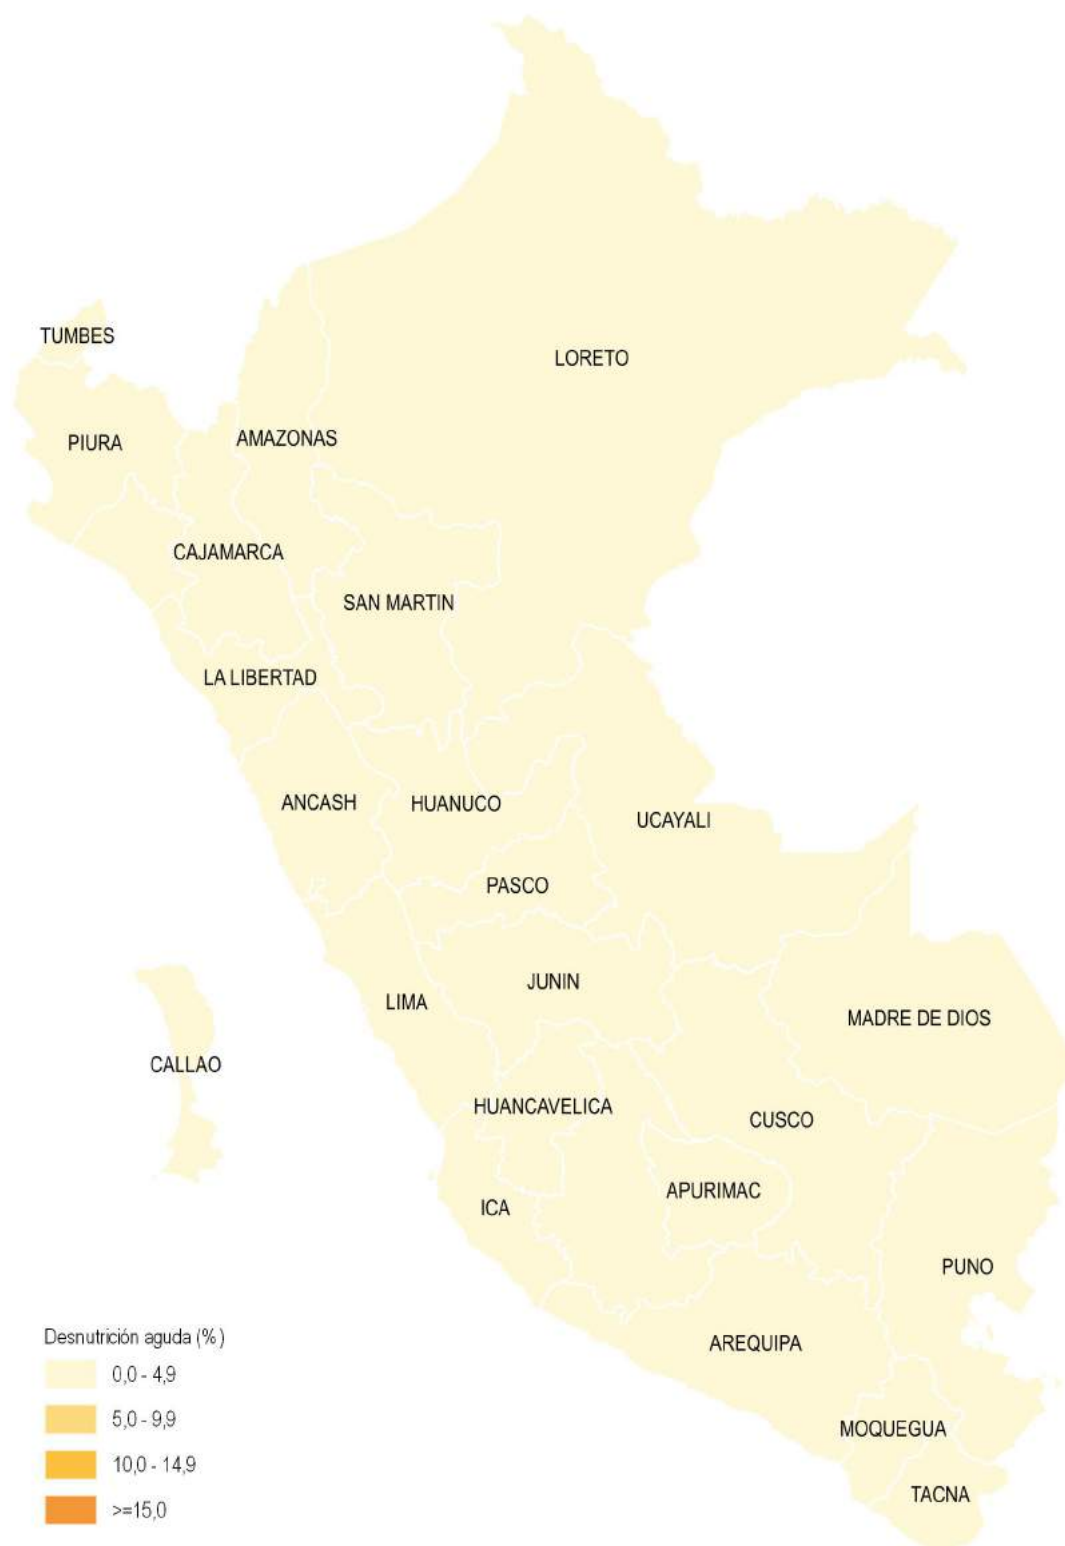 TUMBES
LORETO
PIURA
AMAZONAS
CAJAMARCA
SAN MARTIN
LA LIBERTAD
ANCASH
HUANUCO
UCAYALI
PASCO
JUNIN
LIMA
MADRE DE DIOS
CALLAO
HUANCAVELICA
CUSCO
APURIMAC
ICA
PUNO
AREQUIPA
MOQUEGUA
TACNA
Desnutrición aguda (%)
0,0 - 4,9
5,0 - 9,9
10,0 - 14,9
>=15,0